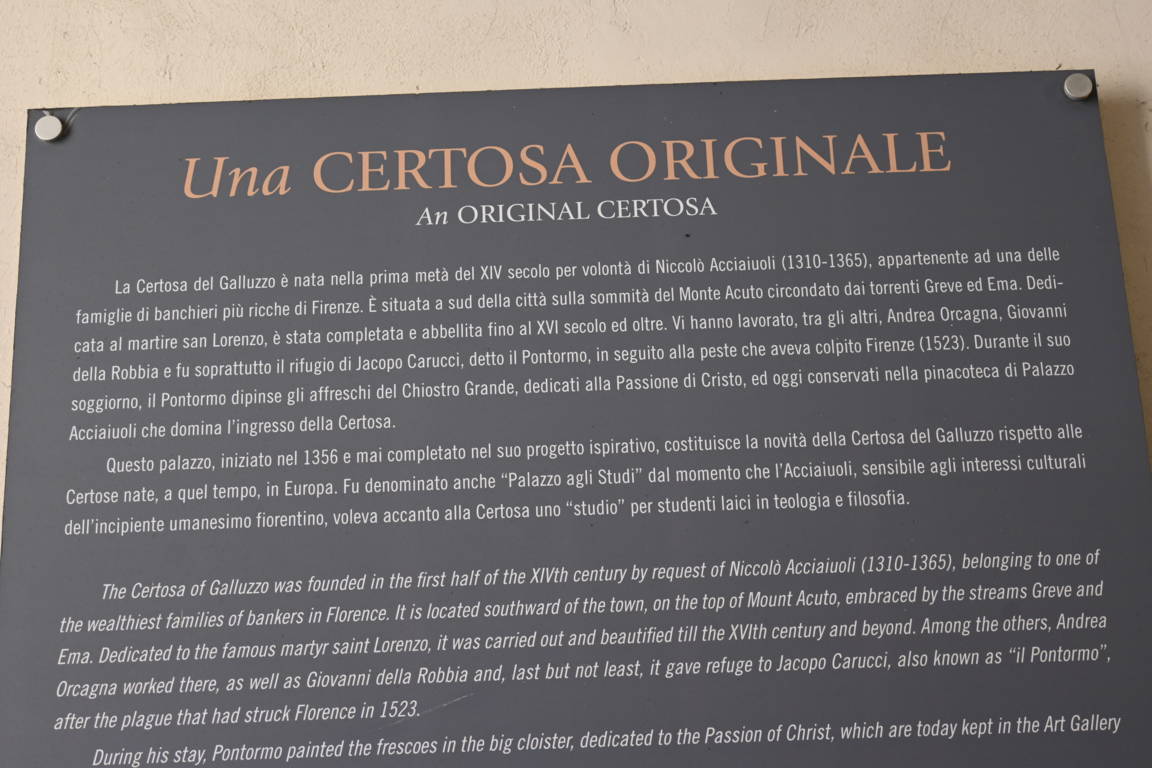 Una CERTOSA ORIGINALE
An ORIGINAL CERTOSA
La Certosa del Galluzzo è nata nella prima metà del XIV secolo per volontà di Niccolò Acciaiuoli (1310-1365), appartenente ad una delle
famiglie di banchieri più ricche di Firenze. È situata a sud della città sulla sommità del Monte Acuto circondato dai torrenti Greve ed Ema. Dedi-
cata al martire san Lorenzo, è stata completata e abbellita fino al XVI secolo ed oltre. Vi hanno lavorato, tra gli altri, Andrea Orcagna, Giovanni
della Robbia e fu soprattutto il rifugio di Jacopo Carucci, detto il Pontormo, in seguito alla peste che aveva colpito Firenze (1523). Durante il suo
soggiorno, il Pontormo dipinse gli affreschi del Chiostro Grande, dedicati alla Passione di Cristo, ed oggi conservati nella pinacoteca di Palazzo
Acciaiuoli che domina l'ingresso della Certosa.
Questo palazzo, iniziato nel 1356 e mai completato nel suo progetto ispirativo, costituisce la novità della Certosa del Galluzzo rispetto alle
Certose nate, a quel tempo, in Europa. Fu denominato anche “Palazzo agli Studi” dal momento che l'Acciaiuoli, sensibile agli interessi culturali
dell'incipiente umanesimo fiorentino, voleva accanto alla Certosa uno “studio” per studenti laici in teologia e filosofia.
The Certosa of Galluzzo was founded in the first half of the XIVth century by request of Niccolò Acciaiuoli (1310-1365), belonging to one of
the wealthiest families of bankers in Florence. It is located southward of the town, on the top of Mount Acuto, embraced by the streams Greve and
Ema. Dedicated to the famous martyr saint Lorenzo, it was carried out and beautified till the XVIth century and beyond. Among the others, Andrea
Orcagna worked there, as well as Giovanni della Robbia and, last but not least, it gave refuge to Jacopo Carucci, also known as “il Pontormo”,
after the plague that had struck Florence in 1523.
During his stay, Pontormo painted the frescoes in the big cloister, dedicated to the Passion of Christ, which are today kept in the Art Gallery